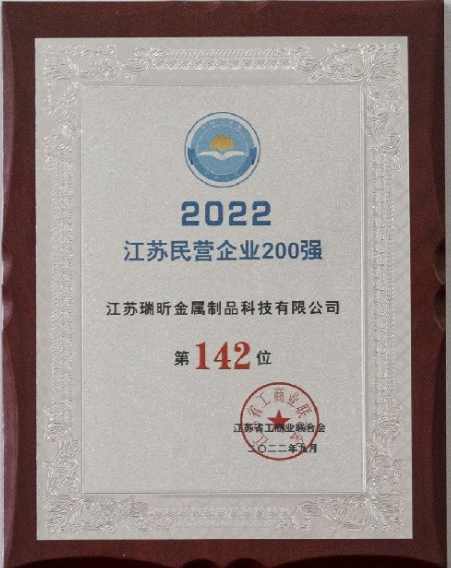 2022
江苏民营企业200强
江苏瑞昕金属制品科技有限公司
第142位
江苏省工商业联合会
二〇二二年九月